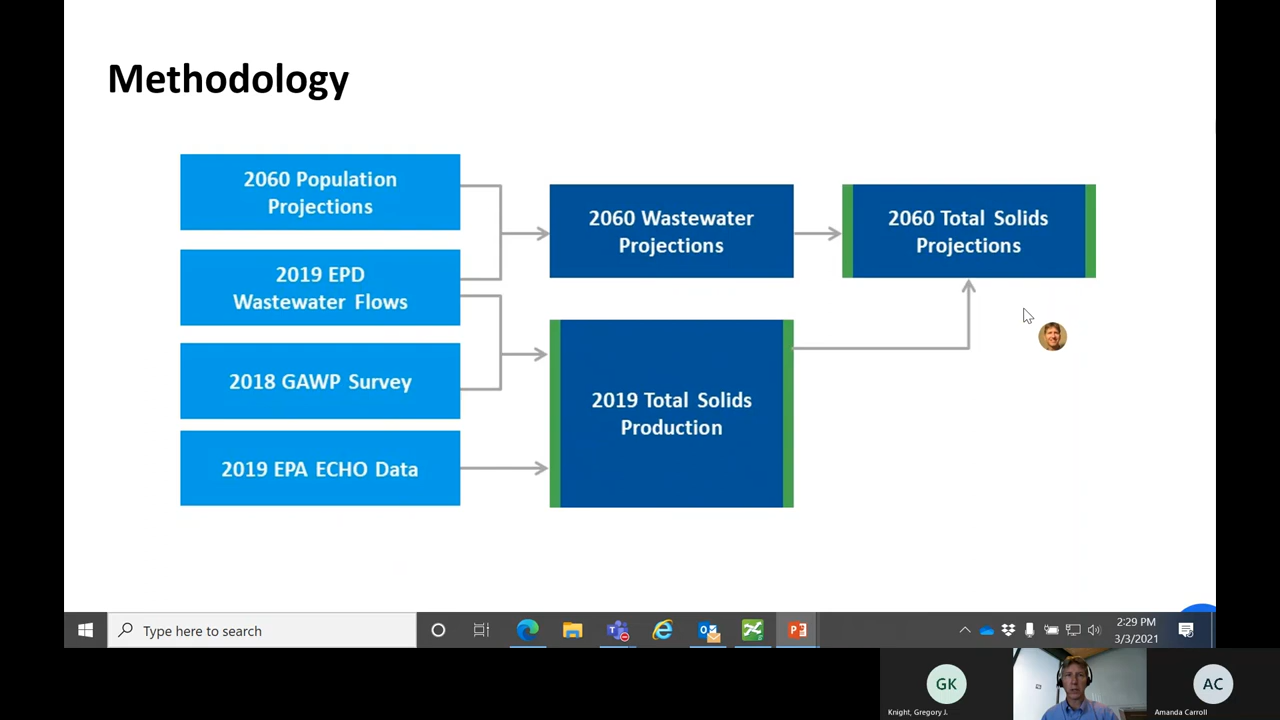 Methodology
2060 Population
Projections
2019 EPD
Wastewater Flows
2018 GAWP Survey
2019 EPA ECHO Data
2060 Wastewater
Projections
2019 Total Solids
Production
2060 Total Solids
Projections
Type here to search
2:29 PM
3/3/2021
GK
Knight, Gregory J.
AC
Amanda Carroll